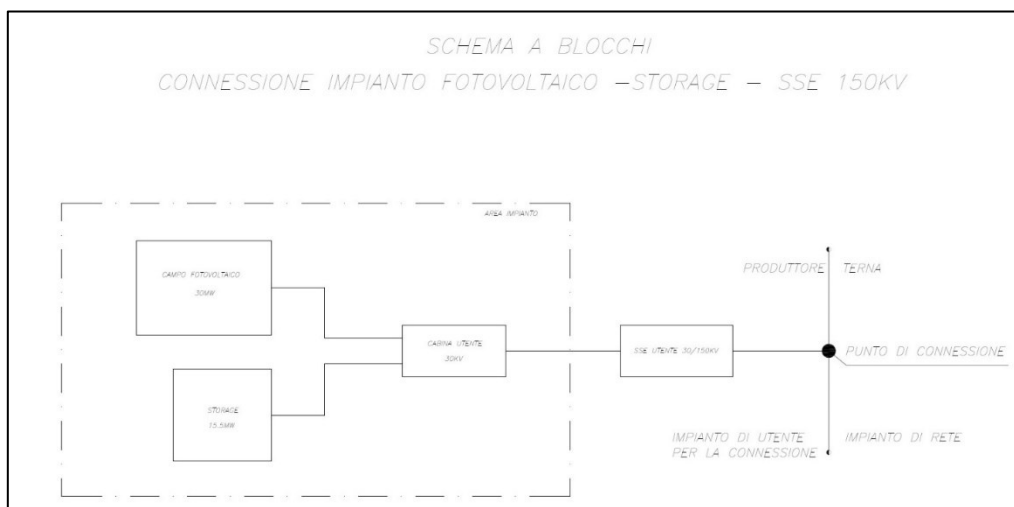 SCHEMA A BLOCCHI
CONNESSIONE IMPIANTO FOTOVOLTAICO –STORAGE – SSE 150KV
AREA IMPIANTO
CAMPO FOTOVOLTAICO
30MW
PRODUTTORE
TERNA
CABINA UTENTE
30KV
SSE UTENTE 30/150KV
PUNTO DI CONNESSIONE
STORAGE
15.5MW
IMPIANTO DI UTENTE
PER LA CONNESSIONE
IMPIANTO DI RETE